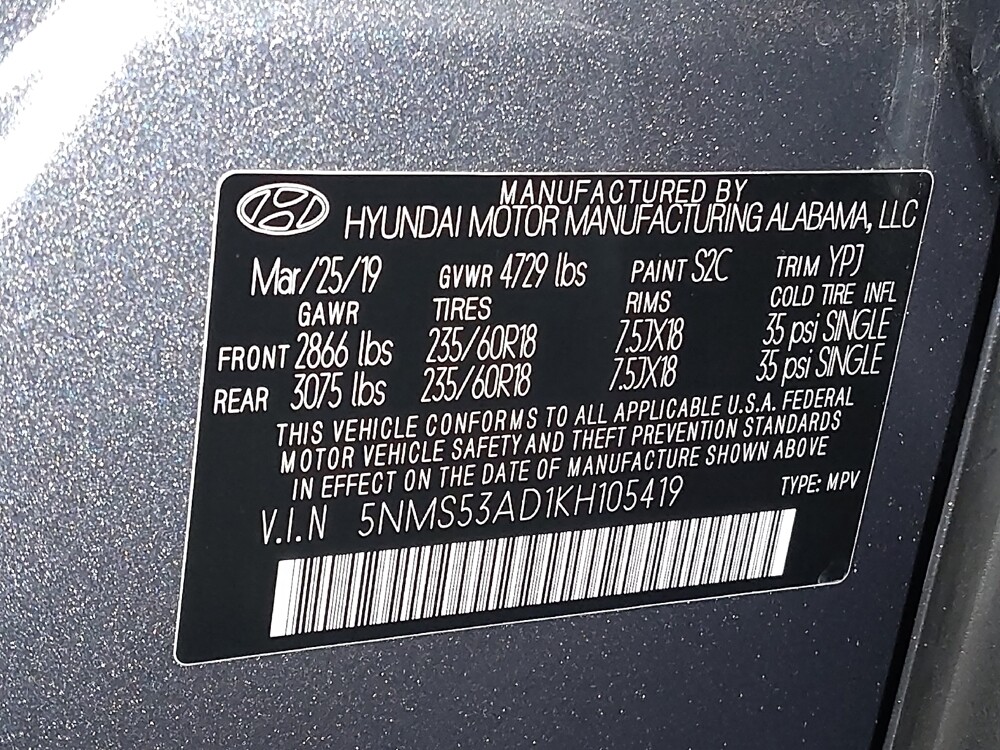 MANUFACTURED BY
HYUNDAI MOTOR MANUFACTURING ALABAMA, LLC
Mar/25/19 GVWR 4729 lbs PAINT S2C TRIM YPJ
GAWR TIRES RIMS COLD TIRE INFL
FRONT 2866 lbs 235/60R18 7.5JX18 35 psi SINGLE
REAR 3075 lbs 235/60R18 7.5JX18 35 psi SINGLE
THIS VEHICLE CONFORMS TO ALL APPLICABLE U.S.A. FEDERAL
MOTOR VEHICLE SAFETY AND THEFT PREVENTION STANDARDS
IN EFFECT ON THE DATE OF MANUFACTURE SHOWN ABOVE
V.I.N 5NMS53AD1KH105419 TYPE: MPV